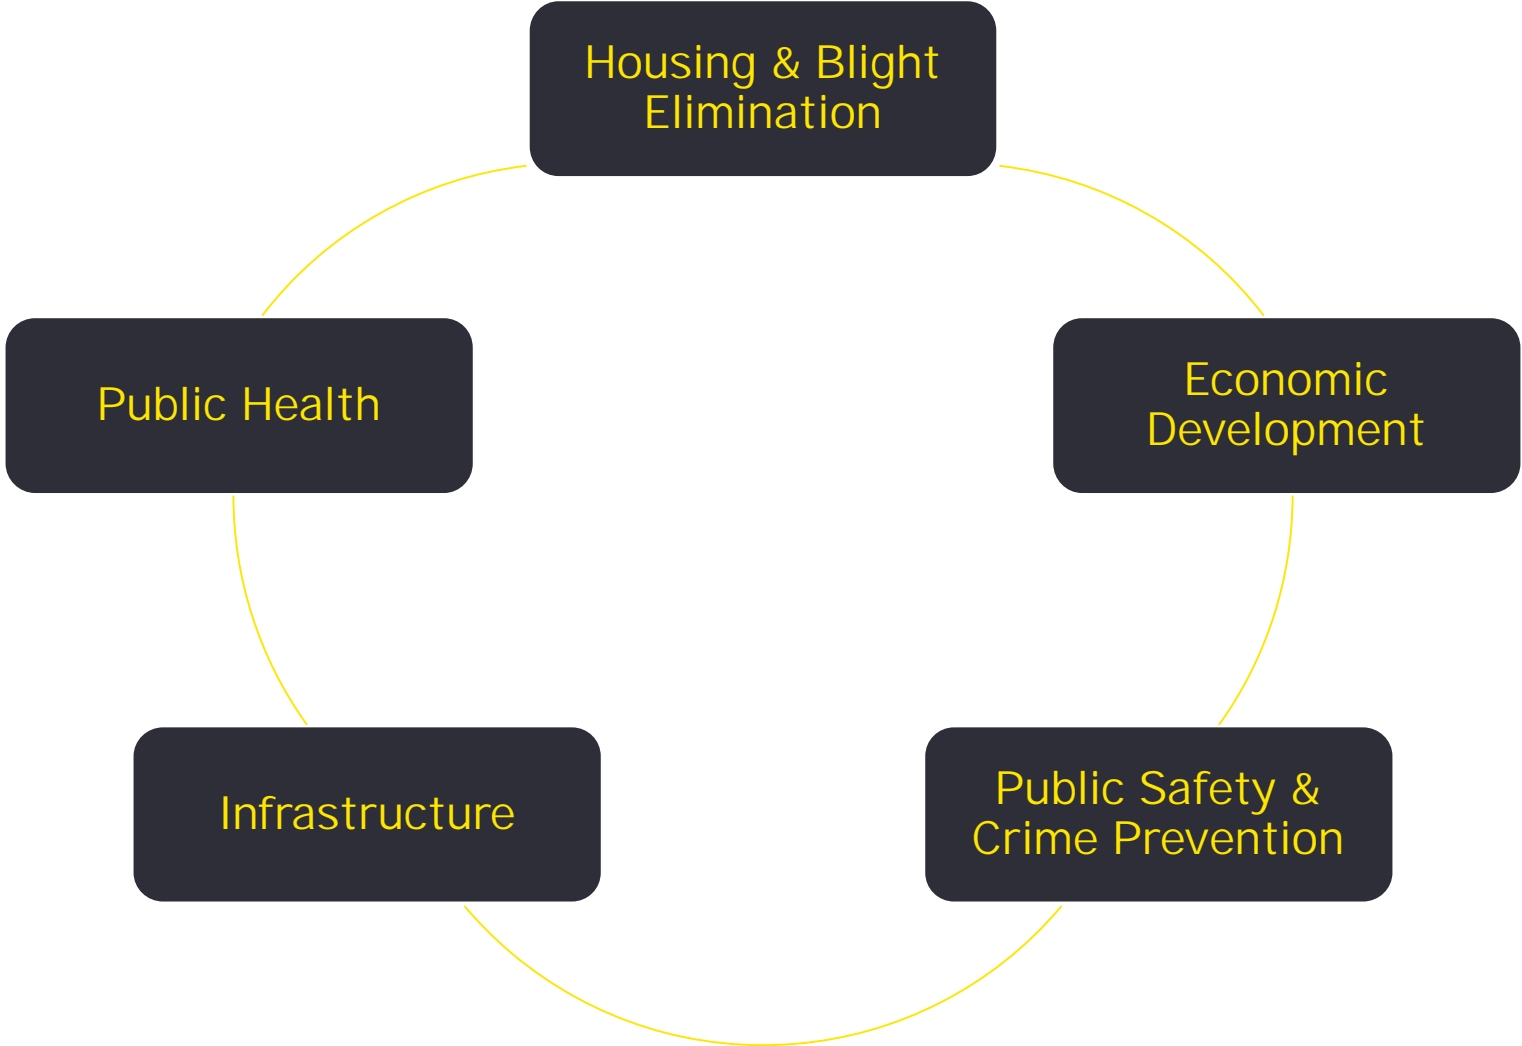 Housing & Blight
Elimination
Public Health
Economic
Development
Infrastructure
Public Safety &
Crime Prevention